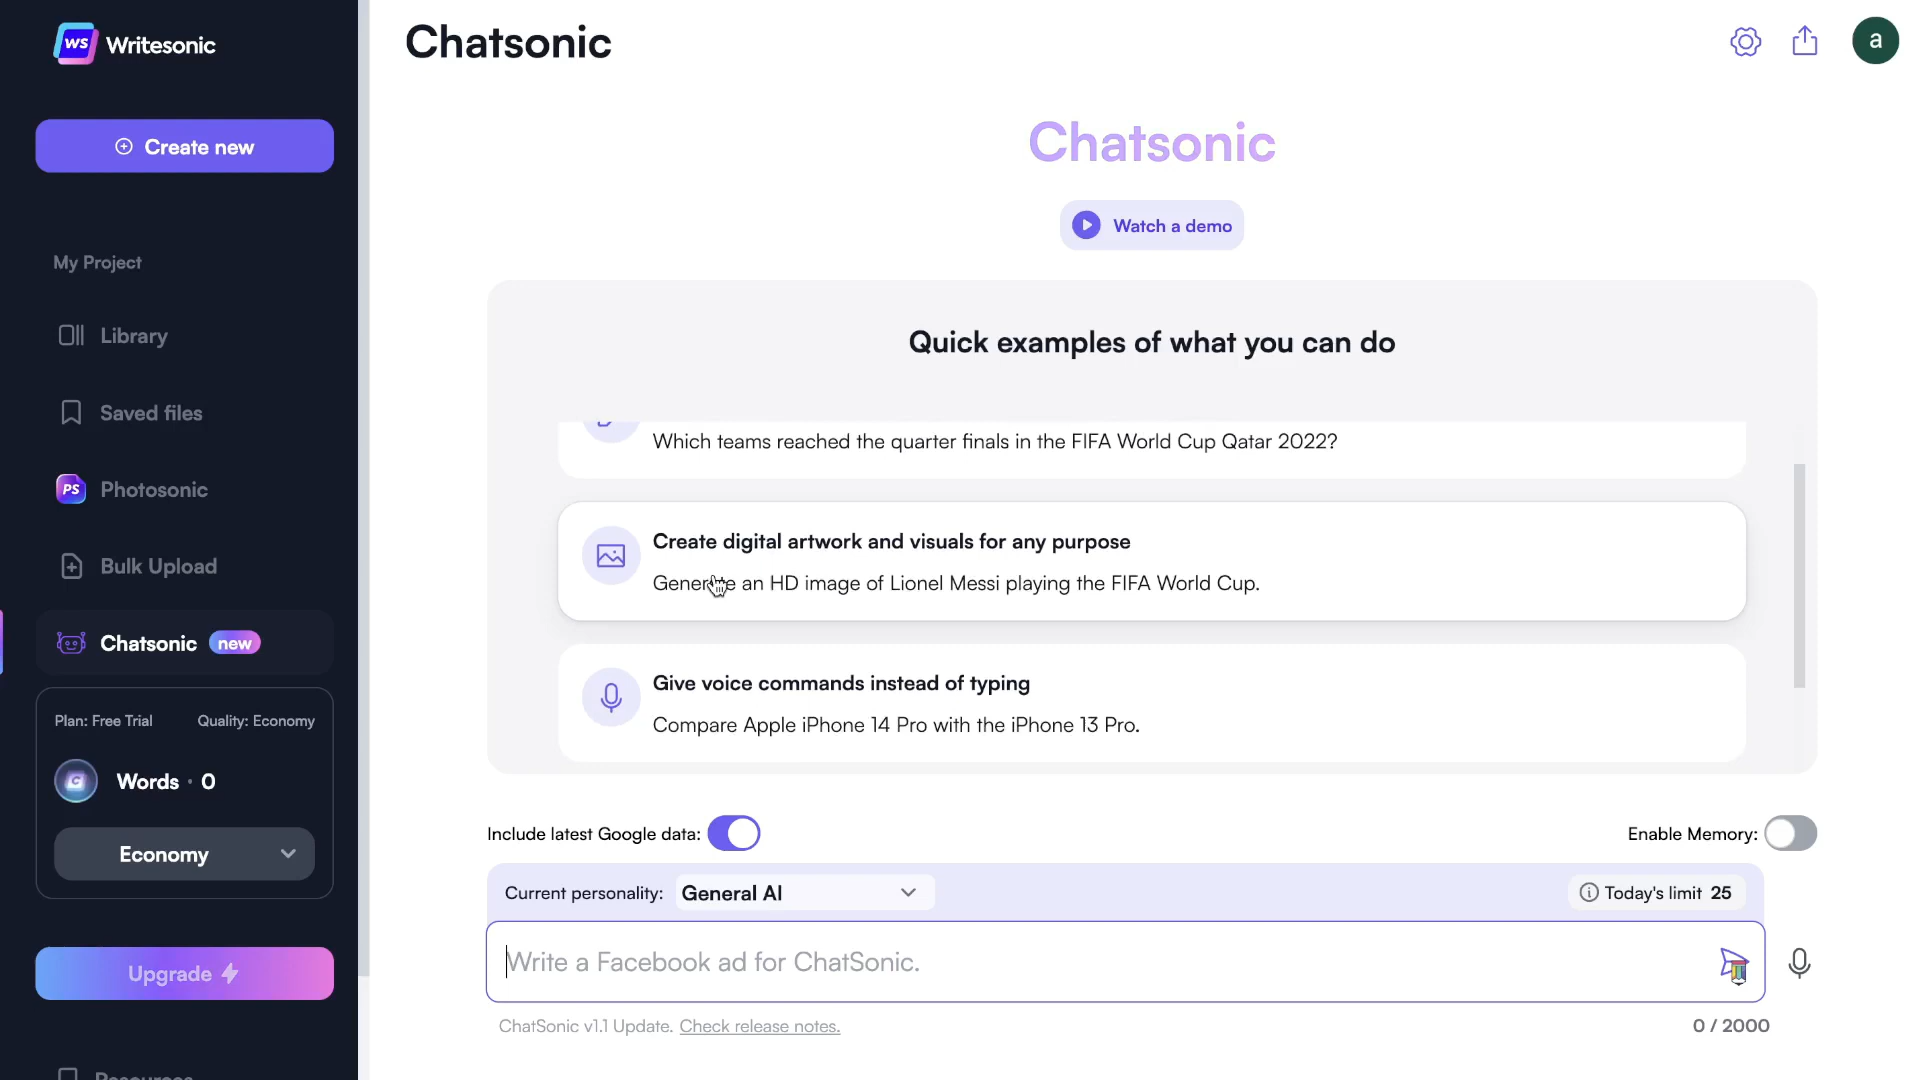 WS Writesonic
Create new
My Project
Library
Saved files
PS Photosonic
Bulk Upload
Chatsonic new
Plan: Free Trial Quality: Economy
Words · 0
Economy
Upgrade
Resources
Chatsonic
a
Chatsonic
Watch a demo
Quick examples of what you can do
Which teams reached the quarter finals in the FIFA World Cup Qatar 2022?
Create digital artwork and visuals for any purpose
Generate an HD image of Lionel Messi playing the FIFA World Cup.
Give voice commands instead of typing
Compare Apple iPhone 14 Pro with the iPhone 13 Pro.
Include latest Google data: Enable Memory:
Current personality: General AI Today's limit 25
Write a Facebook ad for ChatSonic.
ChatSonic v1.1 Update. Check release notes. 0 / 2000